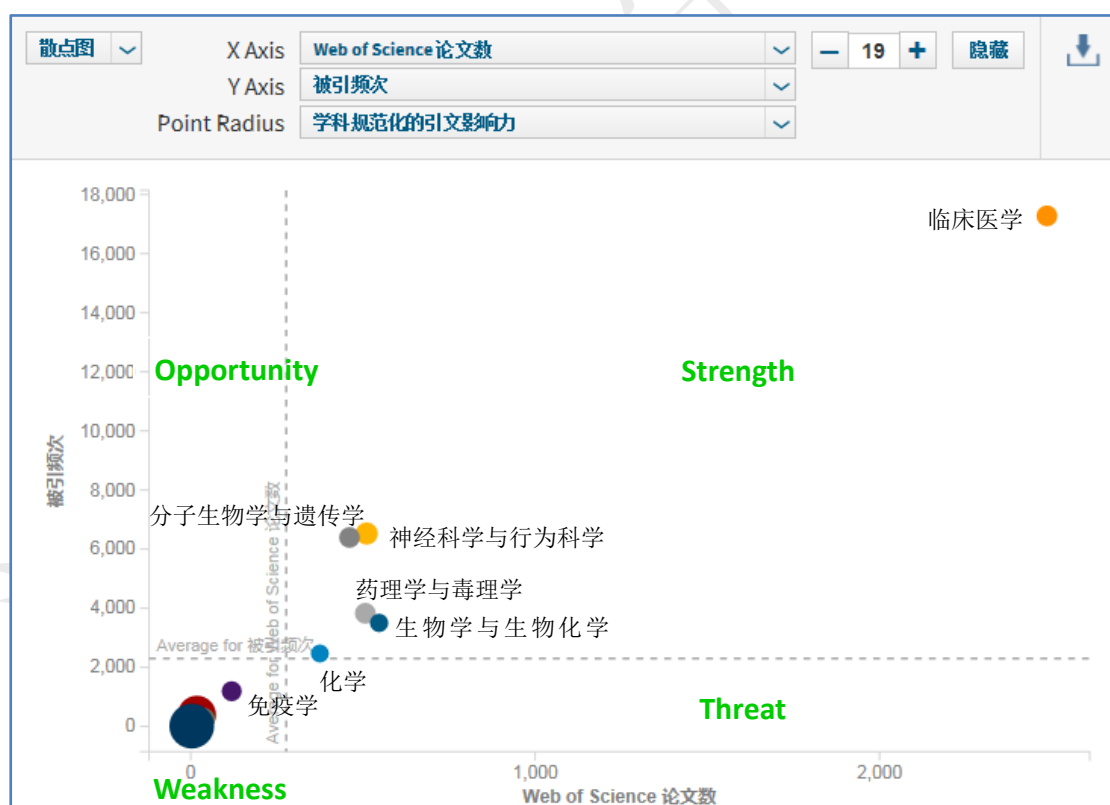 散点图
X Axis Web of Science 论文数
19
隐藏
Y Axis 被引频次
Point Radius 学科规范化的引文影响力
18,000
临床医学
16,000
14,000
12,000
Opportunity
Strength
10,000
被引频次
8,000
分子生物学与遗传学
神经科学与行为科学
6,000
药理学与毒理学
4,000
生物学与生物化学
Average for 被引频次
Average for Web of Science 论文数
2,000
化学
免疫学
Threat
0
0
1,000
2,000
Weakness
Web of Science 论文数